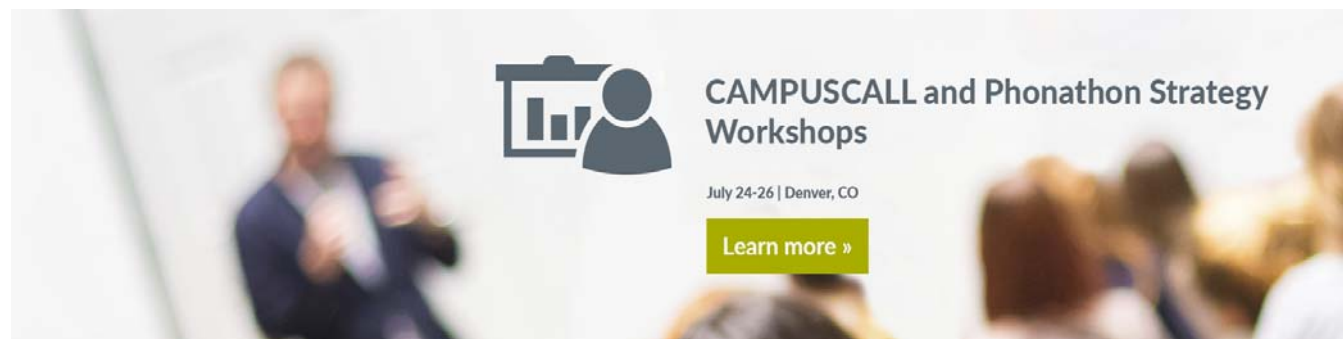 CAMPUSCALL and Phonathon Strategy
Workshops
July 24-26 | Denver, CO
Learn more »